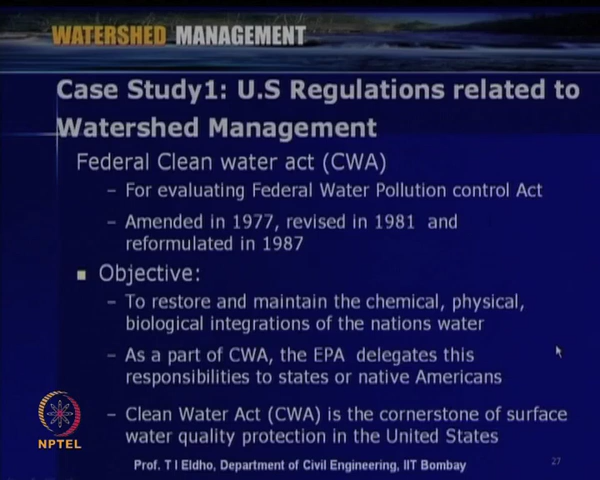 WATERSHED MANAGEMENT
Case Study1: U.S Regulations related to
Watershed Management
Federal Clean water act (CWA)
– For evaluating Federal Water Pollution control Act
– Amended in 1977, revised in 1981 and
reformulated in 1987
■ Objective:
– To restore and maintain the chemical, physical,
biological integrations of the nations water
– As a part of CWA, the EPA delegates this
responsibilities to states or native Americans
– Clean Water Act (CWA) is the cornerstone of surface
water quality protection in the United States
NPTEL
Prof. T I Eldho, Department of Civil Engineering, IIT Bombay
27